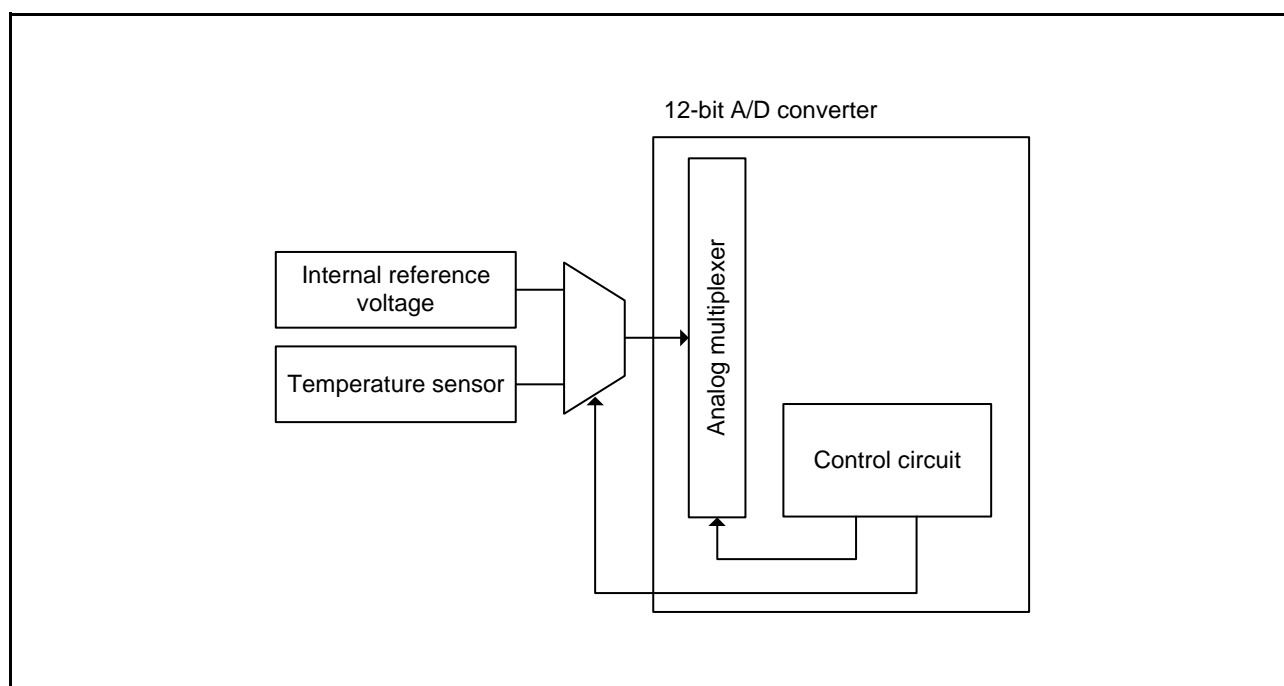 12-bit A/D converter
Internal reference
voltage
Temperature sensor
Analog multiplexer
Control circuit